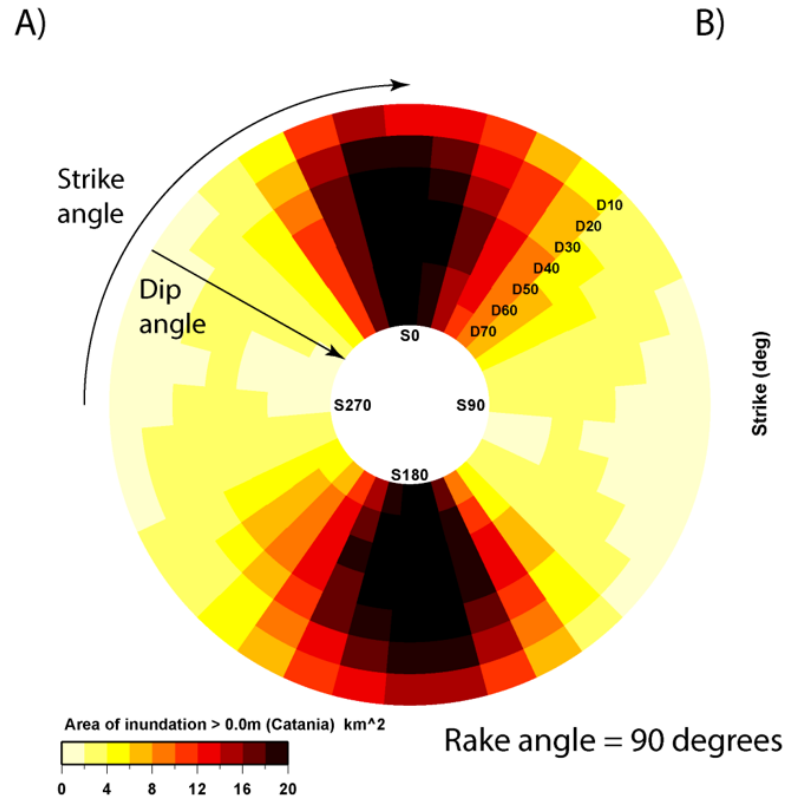 A)
B)
Strike
angle
Dip
angle
D10
D20
D30
D40
D50
D60
D70
S0
S270
S90
S180
Strike (deg)
Area of inundation > 0.0m (Catania) km^2
0 4 8 12 16 20
Rake angle = 90 degrees